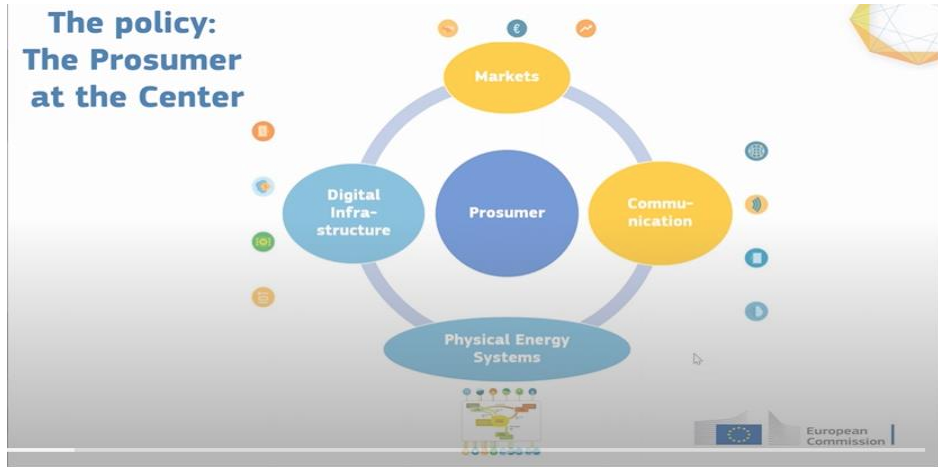 The policy:
The Prosumer
at the Center
€
Markets
Digital
Infra-
structure
Prosumer
Commu-
nication
Physical Energy
Systems
European
Commission